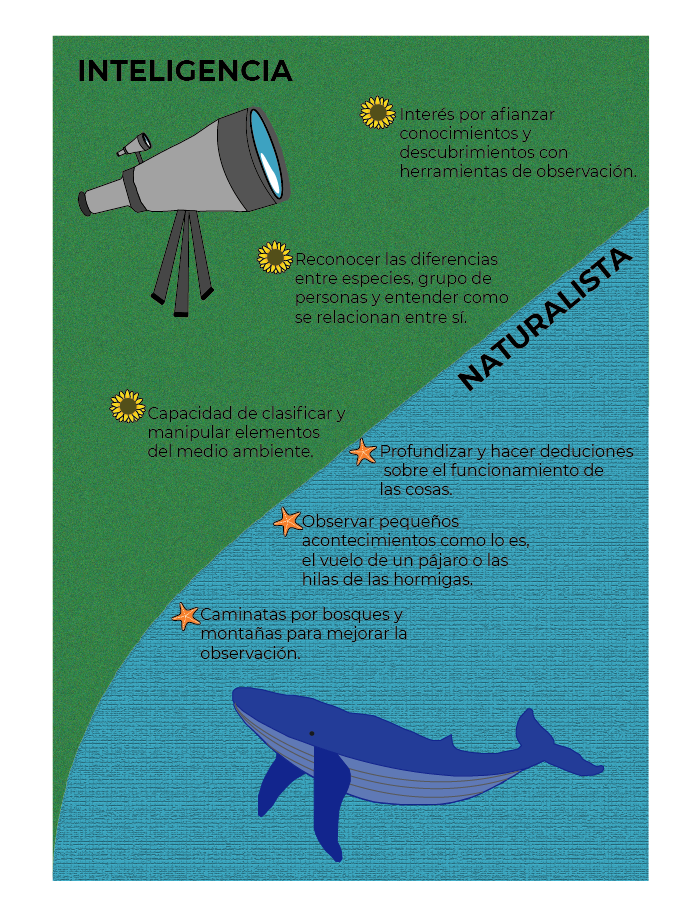 INTELIGENCIA
Interés por afianzar
conocimientos y
descubrimientos con
herramientas de observación.
Reconocer las diferencias
entre especies, grupo de
personas y entender como
se relacionan entre sí.
NATURALISTA
Capacidad de clasificar y
manipular elementos
del medio ambiente.
Profundizar y hacer deduciones
sobre el funcionamiento de
las cosas.
Observar pequeños
acontecimientos como lo es,
el vuelo de un pájaro o las
hilas de las hormigas.
Caminatas por bosques y
montañas para mejorar la
observación.